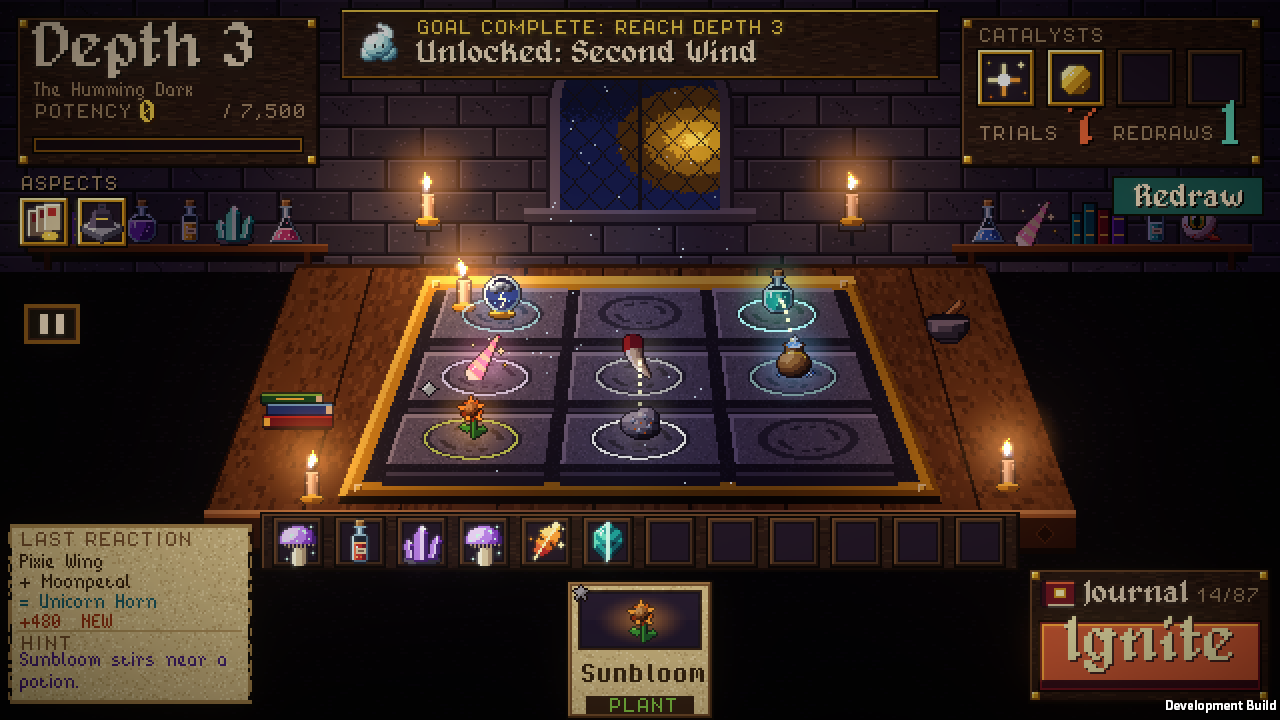 Depth 3
The Humming Dark
POTENCY 0 / 7,500
GOAL COMPLETE: REACH DEPTH 3
Unlocked: Second Wind
CATALYSTS
TRIALS 7 REDRAWS 1
ASPECTS
Redraw
LAST REACTION
Pixie Wing
+ Moonpetal
= Unicorn Horn
+480 NEW
HINT
Sunbloom stirs near a
potion.
Sunbloom
PLANT
Journal 14/87
Ignite
Development Build